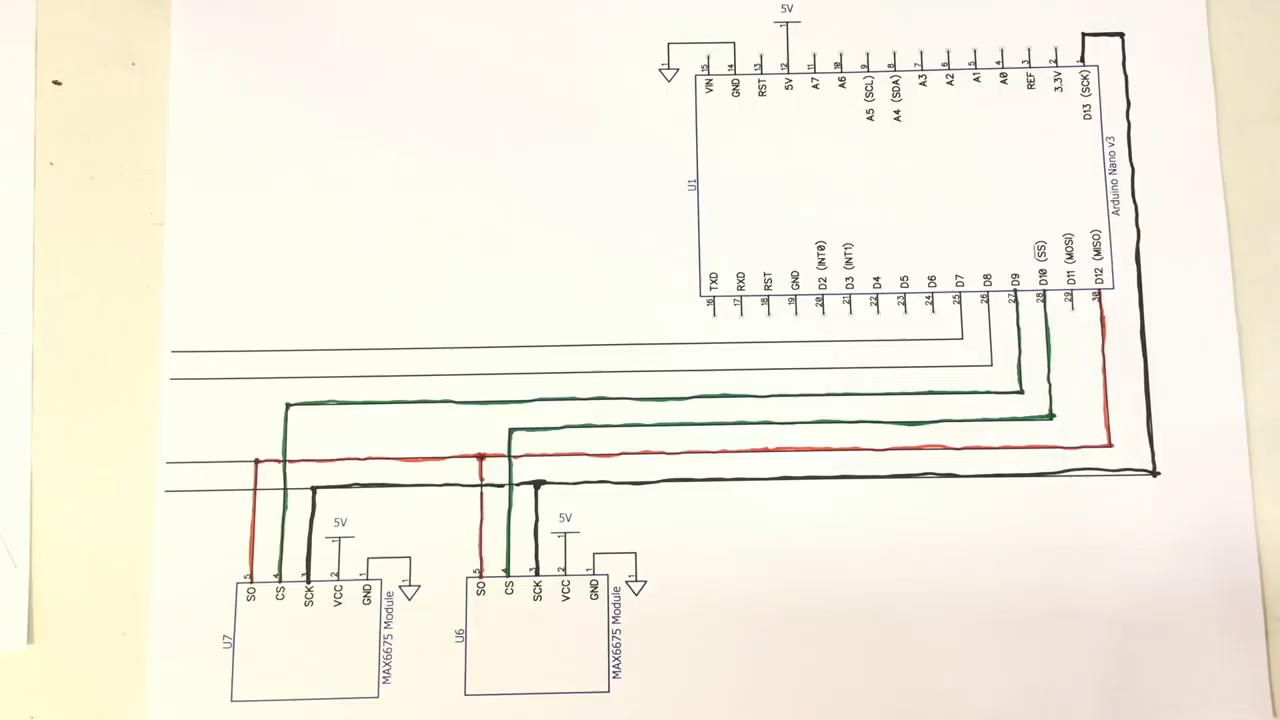 5V
15
14
13
12
11
10
9
8
7
6
5
4
3
2
1
VIN
GND
RST
5V
A7
A6
A5 (SCL)
A4 (SDA)
A3
A2
A1
A0
REF
3.3V
D13 (SCK)
U1
Arduino Nano v3
TXD
RXD
RST
GND
D2 (INT0)
D3 (INT1)
D4
D5
D6
D7
D8
D9
D10 (SS)
D11 (MOSI)
D12 (MISO)
16
17
18
19
20
21
22
23
24
25
26
27
28
29
30
5V
5
4
3
2
1
1
SO
CS
SCK
VCC
GND
U7
MAX6675 Module
5V
5
4
3
2
1
1
SO
CS
SCK
VCC
GND
U6
MAX6675 Module